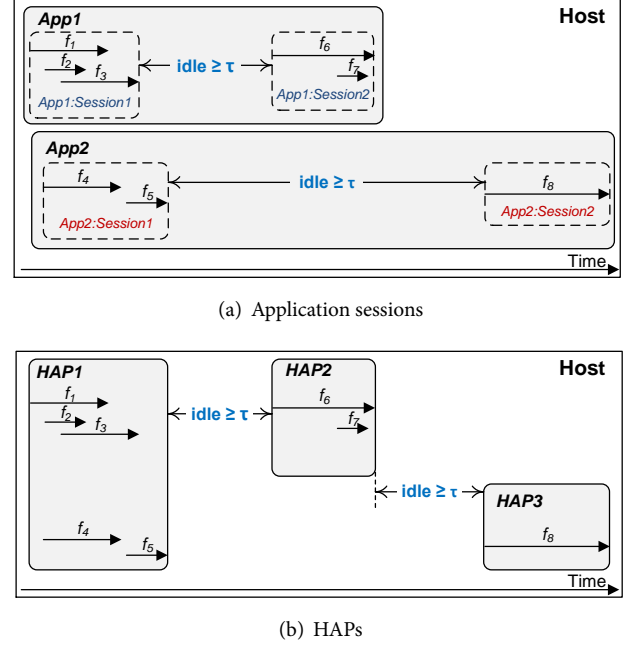 App1
Host
f1
f2
f3
idle ≥ τ
f6
f7
App1:Session1
App1:Session2
App2
f4
f5
idle ≥ τ
f8
App2:Session1
App2:Session2
Time
(a) Application sessions
HAP1
HAP2
Host
f1
f2
f3
idle ≥ τ
f6
f7
idle ≥ τ
HAP3
f4
f5
f8
Time
(b) HAPs